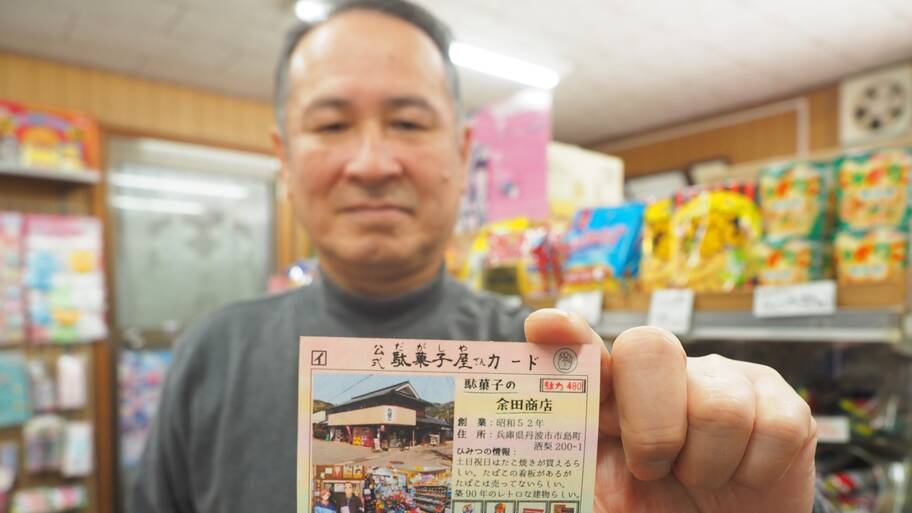 イ 公式 駄菓子屋さんカード
だがしや
駄菓子の 駄力 480
余田商店
創業：昭和52年
住所：兵庫県丹波市市島町
酒梨 200-1
ひみつの情報：
土日祝日はたこ焼きが買えるら
しい。たばこの看板があるが
たばこは売ってないらしい。
築90年のレトロな建物らしい。